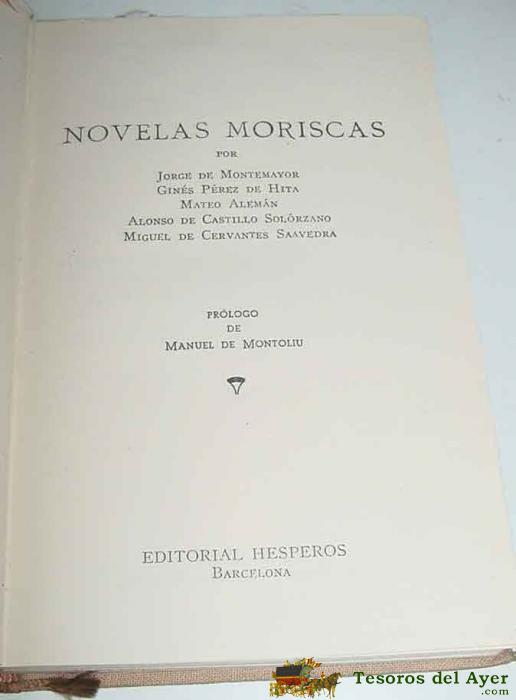 NOVELAS MORISCAS
POR
JORGE DE MONTEMAYOR
GINÉS PÉREZ DE HITA
MATEO ALEMÁN
ALONSO DE CASTILLO SOLÓRZANO
MIGUEL DE CERVANTES SAAVEDRA
PRÓLOGO
DE
MANUEL DE MONTOLIU
EDITORIAL HESPEROS
BARCELONA
Tesoros del Ayer
.com